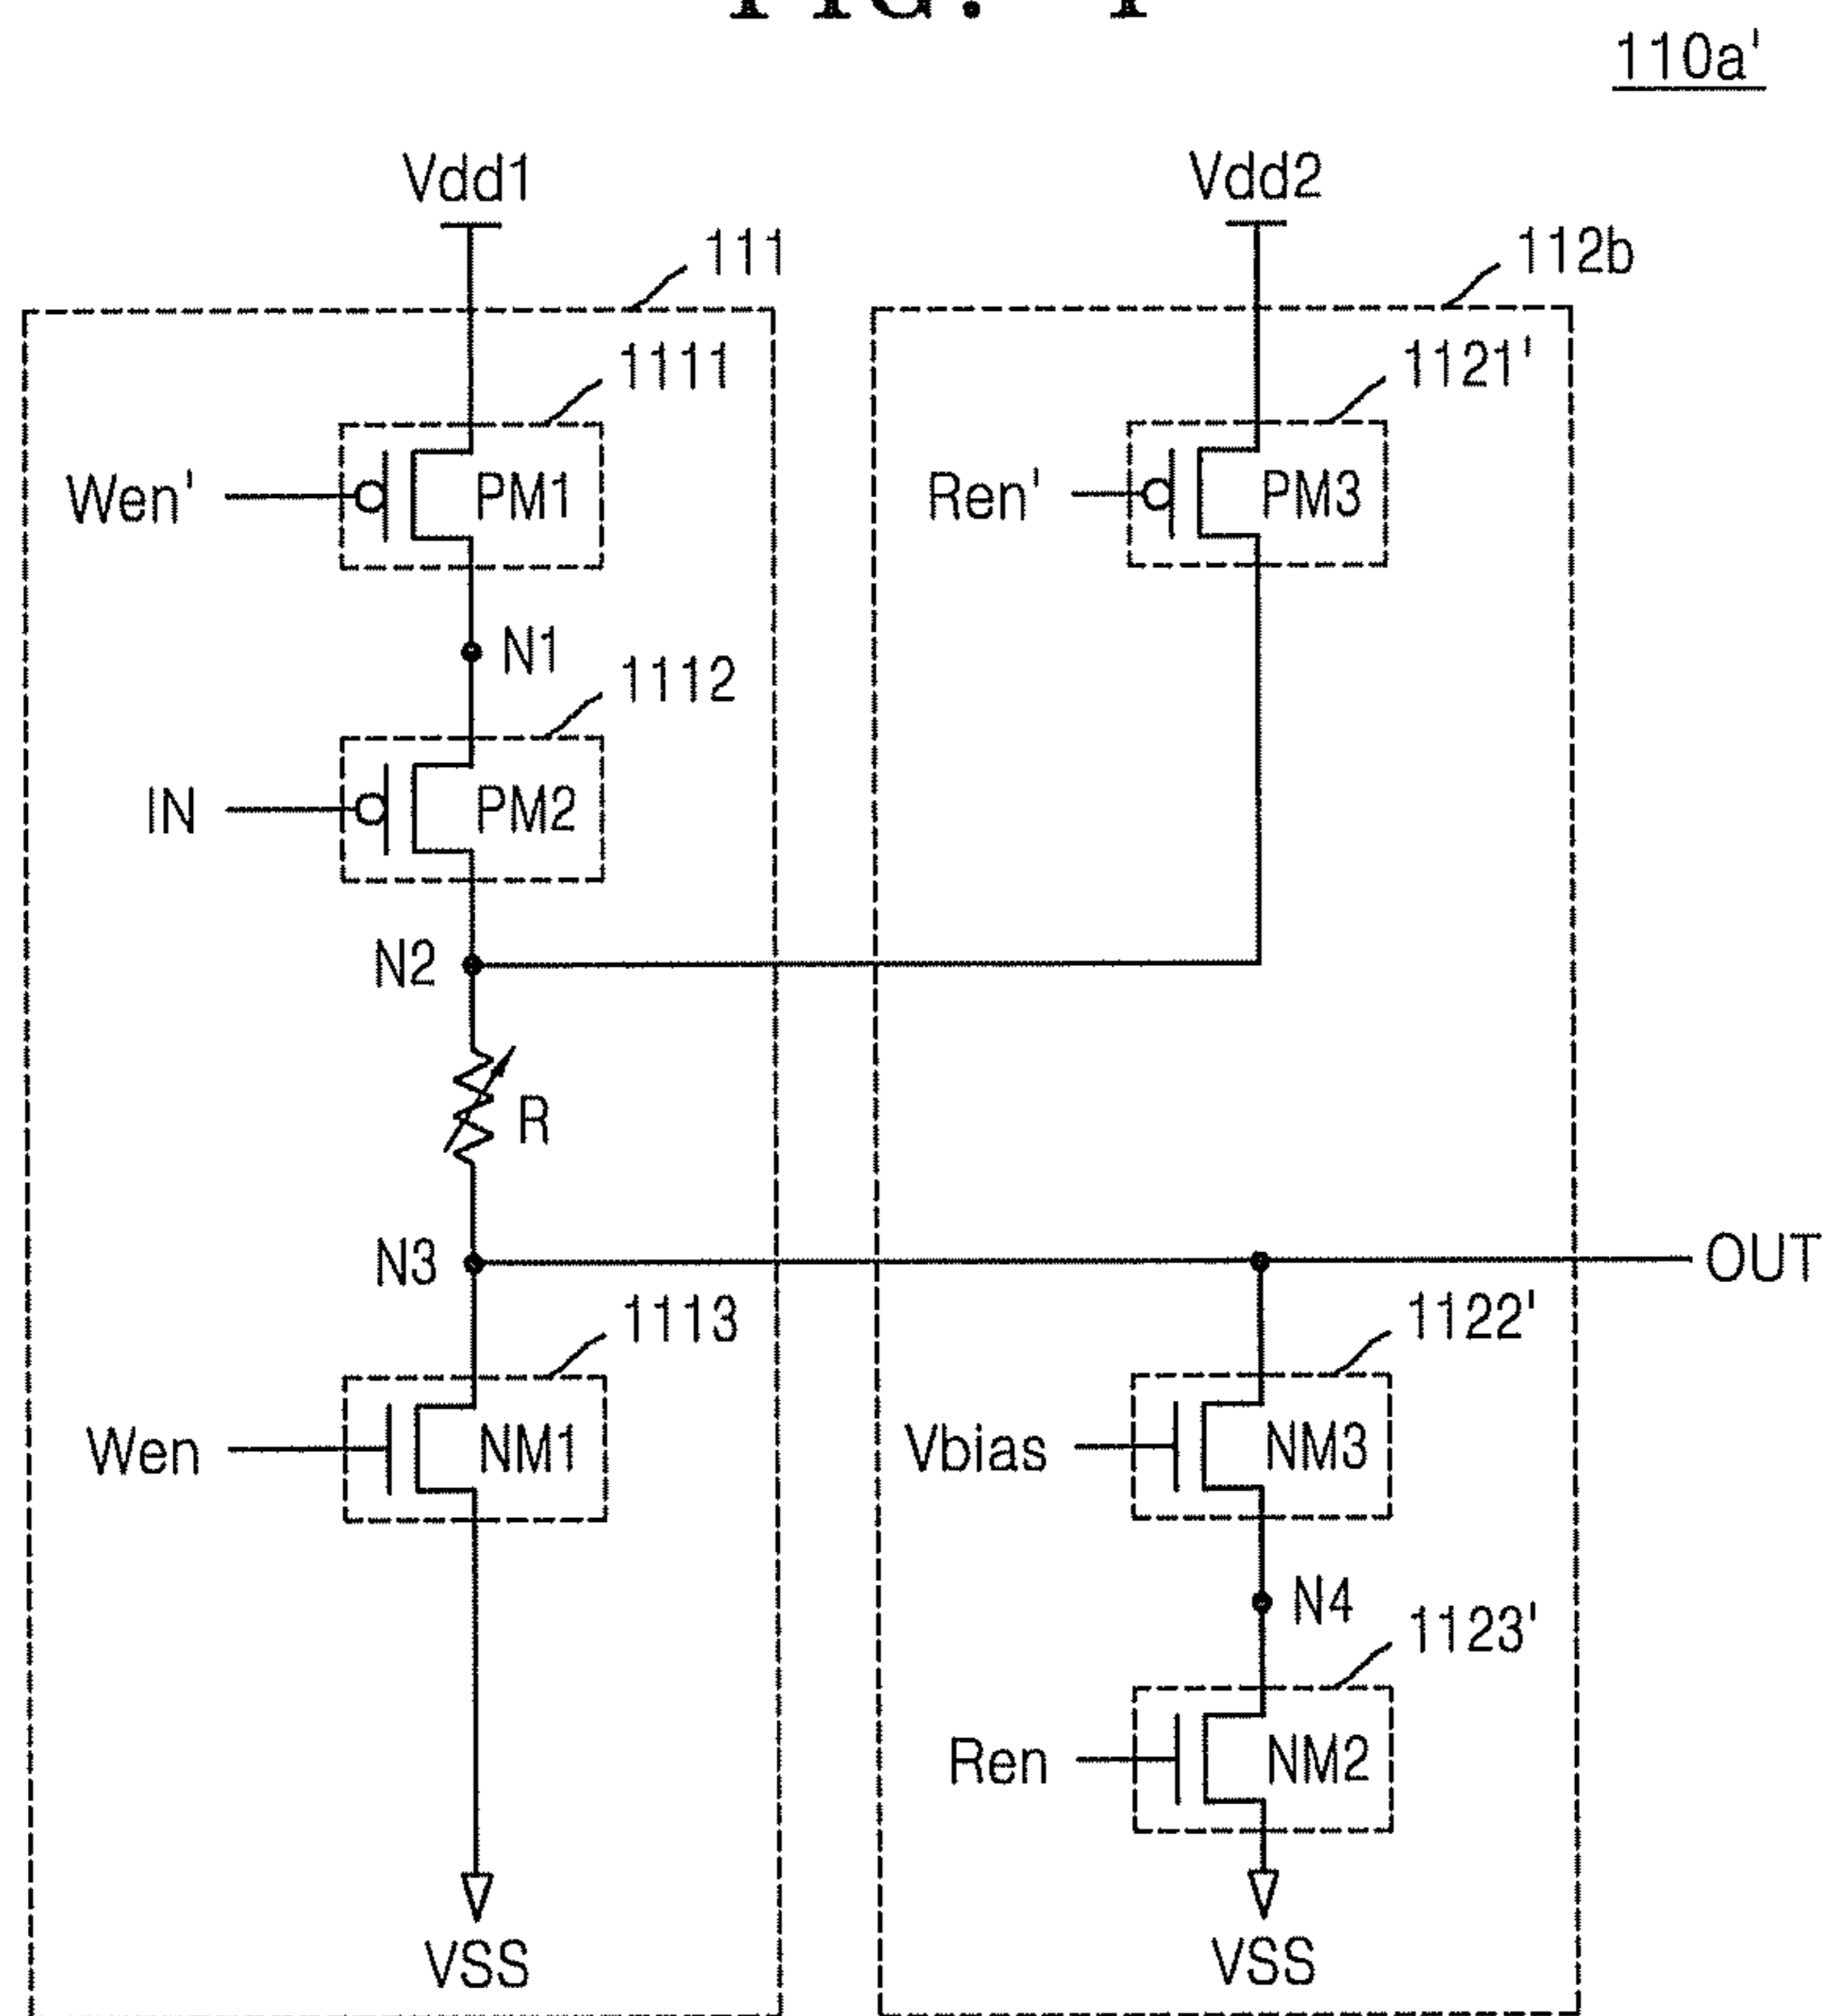 110a'
Vdd1
Vdd2
111
112b
1111
1121'
Wen'
PM1
Ren'
PM3
N1
1112
IN
PM2
N2
R
N3
OUT
1113
1122'
Wen
NM1
Vbias
NM3
N4
1123'
Ren
NM2
VSS
VSS